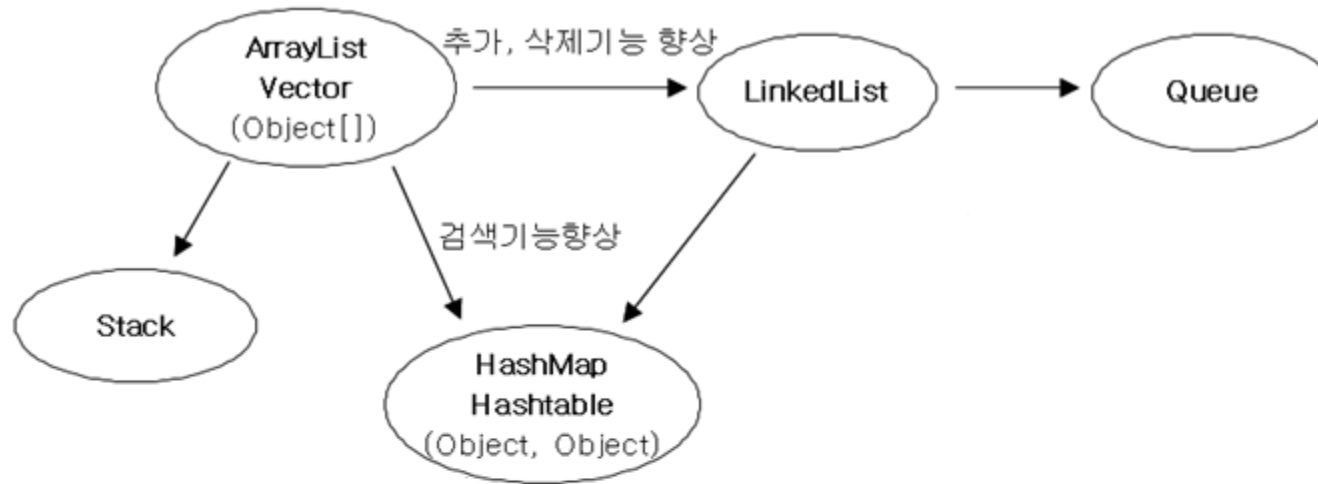 ArrayList
Vector
(Object[])
추가, 삭제기능 향상
LinkedList
Queue
검색기능향상
Stack
HashMap
Hashtable
(Object, Object)